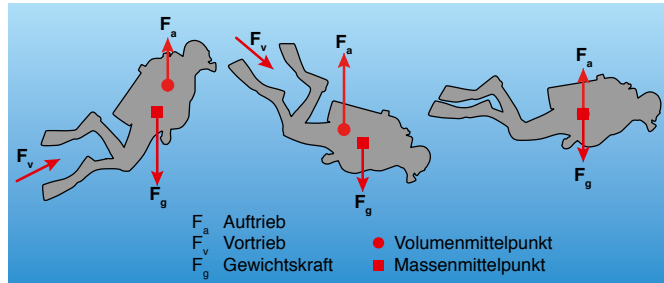 Fa
Fv
Fg
Fv
Fa
Fg
Fa
Fg
Fa Auftrieb
Fv Vortrieb
Fg Gewichtskraft
Volumenmittelpunkt
Massenmittelpunkt